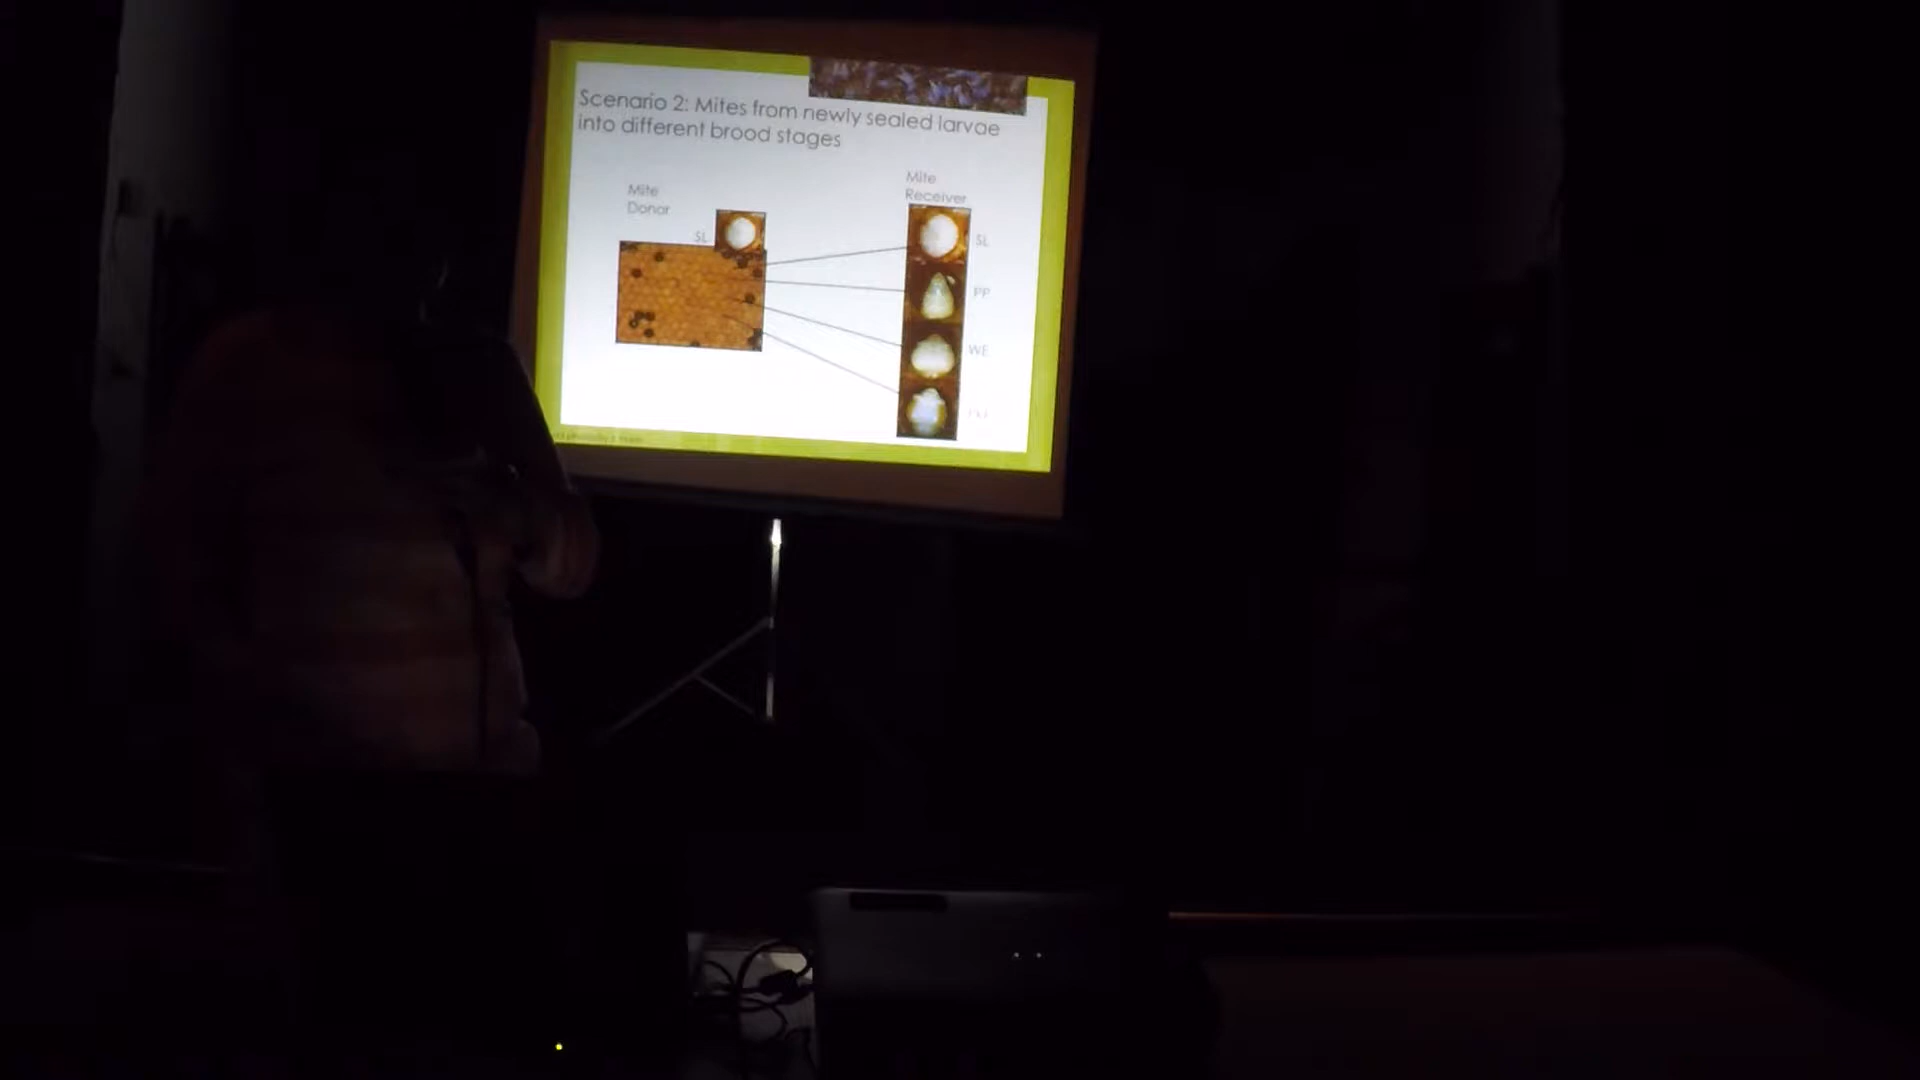 Scenario 2: Mites from newly sealed larvae
into different brood stages
Mite
Donor
SL
Mite
Receiver
SL
PP
WE